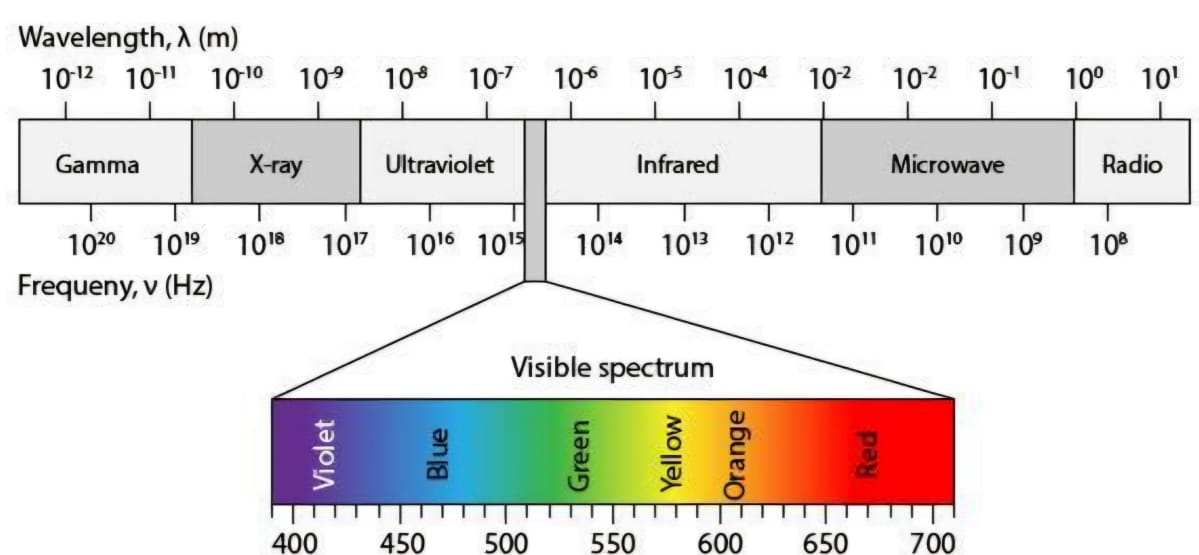 Wavelength, λ (m)
10⁻¹² 10⁻¹¹ 10⁻¹⁰ 10⁻⁹ 10⁻⁸ 10⁻⁷ 10⁻⁶ 10⁻⁵ 10⁻⁴ 10⁻² 10⁻² 10⁻¹ 10⁰ 10¹
Gamma X-ray Ultraviolet Infrared Microwave Radio
10²⁰ 10¹⁹ 10¹⁸ 10¹⁷ 10¹⁶ 10¹⁵ 10¹⁴ 10¹³ 10¹² 10¹¹ 10¹⁰ 10⁹ 10⁸
Frequeny, ν (Hz)
Visible spectrum
Violet Blue Green Yellow Orange Red
400 450 500 550 600 650 700